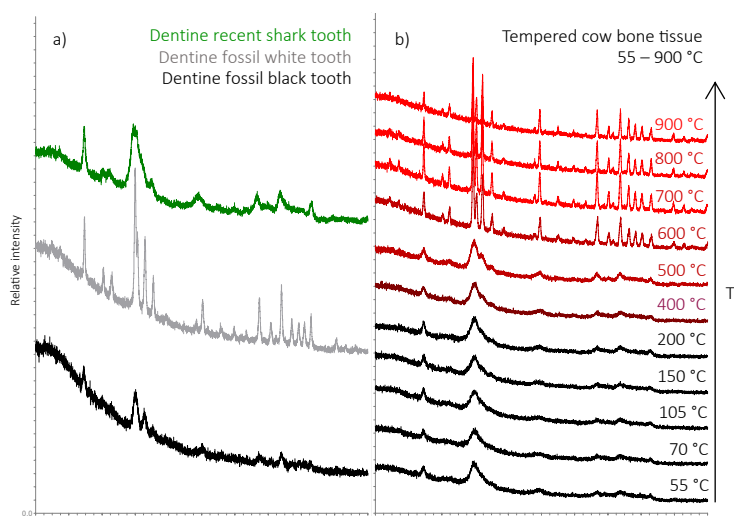 a)
Dentine recent shark tooth
Dentine fossil white tooth
Dentine fossil black tooth
Relative intensity
0.0
b)
Tempered cow bone tissue
55 – 900 °C
900 °C
800 °C
700 °C
600 °C
500 °C
400 °C
200 °C
150 °C
105 °C
70 °C
55 °C
T